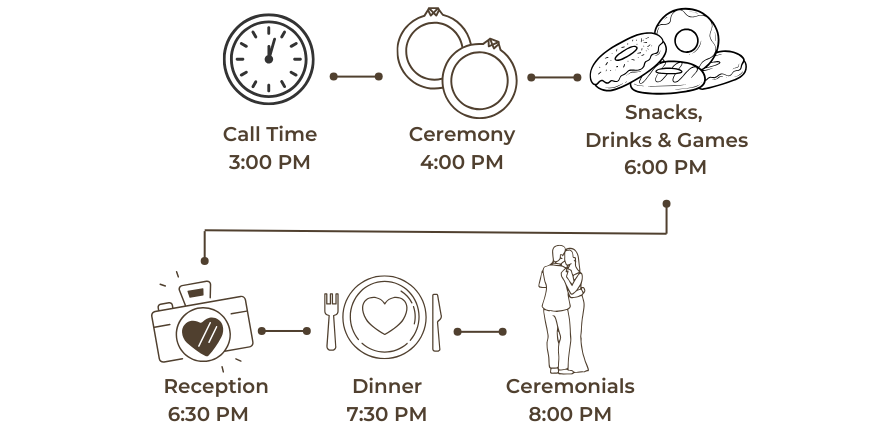 Call Time
3:00 PM
Ceremony
4:00 PM
Snacks,
Drinks & Games
6:00 PM
Reception
6:30 PM
Dinner
7:30 PM
Ceremonials
8:00 PM